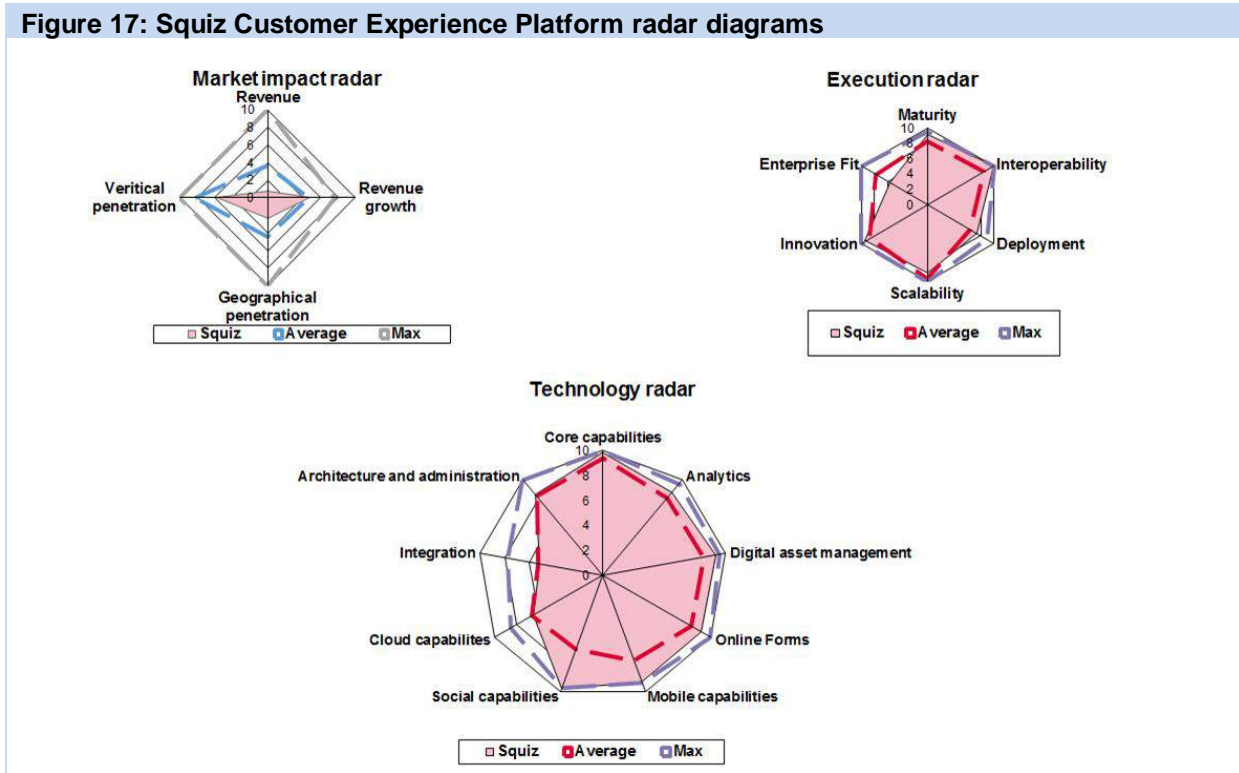 Figure 17: Squiz Customer Experience Platform radar diagrams
Market impact radar
Revenue
10
8
6
4
2
0
Veritical
penetration
Revenue
growth
Geographical
penetration
Squiz Average Max
Execution radar
Maturity
10
8
6
4
2
0
Enterprise Fit
Interoperability
Innovation
Deployment
Scalability
Squiz Average Max
Technology radar
Core capabilities
10
8
6
4
2
0
Architecture and administration
Analytics
Integration
Digital asset management
Cloud capabilites
Online Forms
Social capabilities
Mobile capabilities
Squiz Average Max